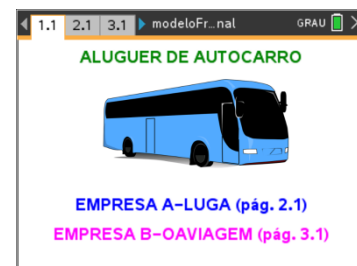 1.1 2.1 3.1 modeloFr...nal GRAU
ALUGUER DE AUTOCARRO
EMPRESA A-LUGA (pág. 2.1)
EMPRESA B-OAVIAGEM (pág. 3.1)